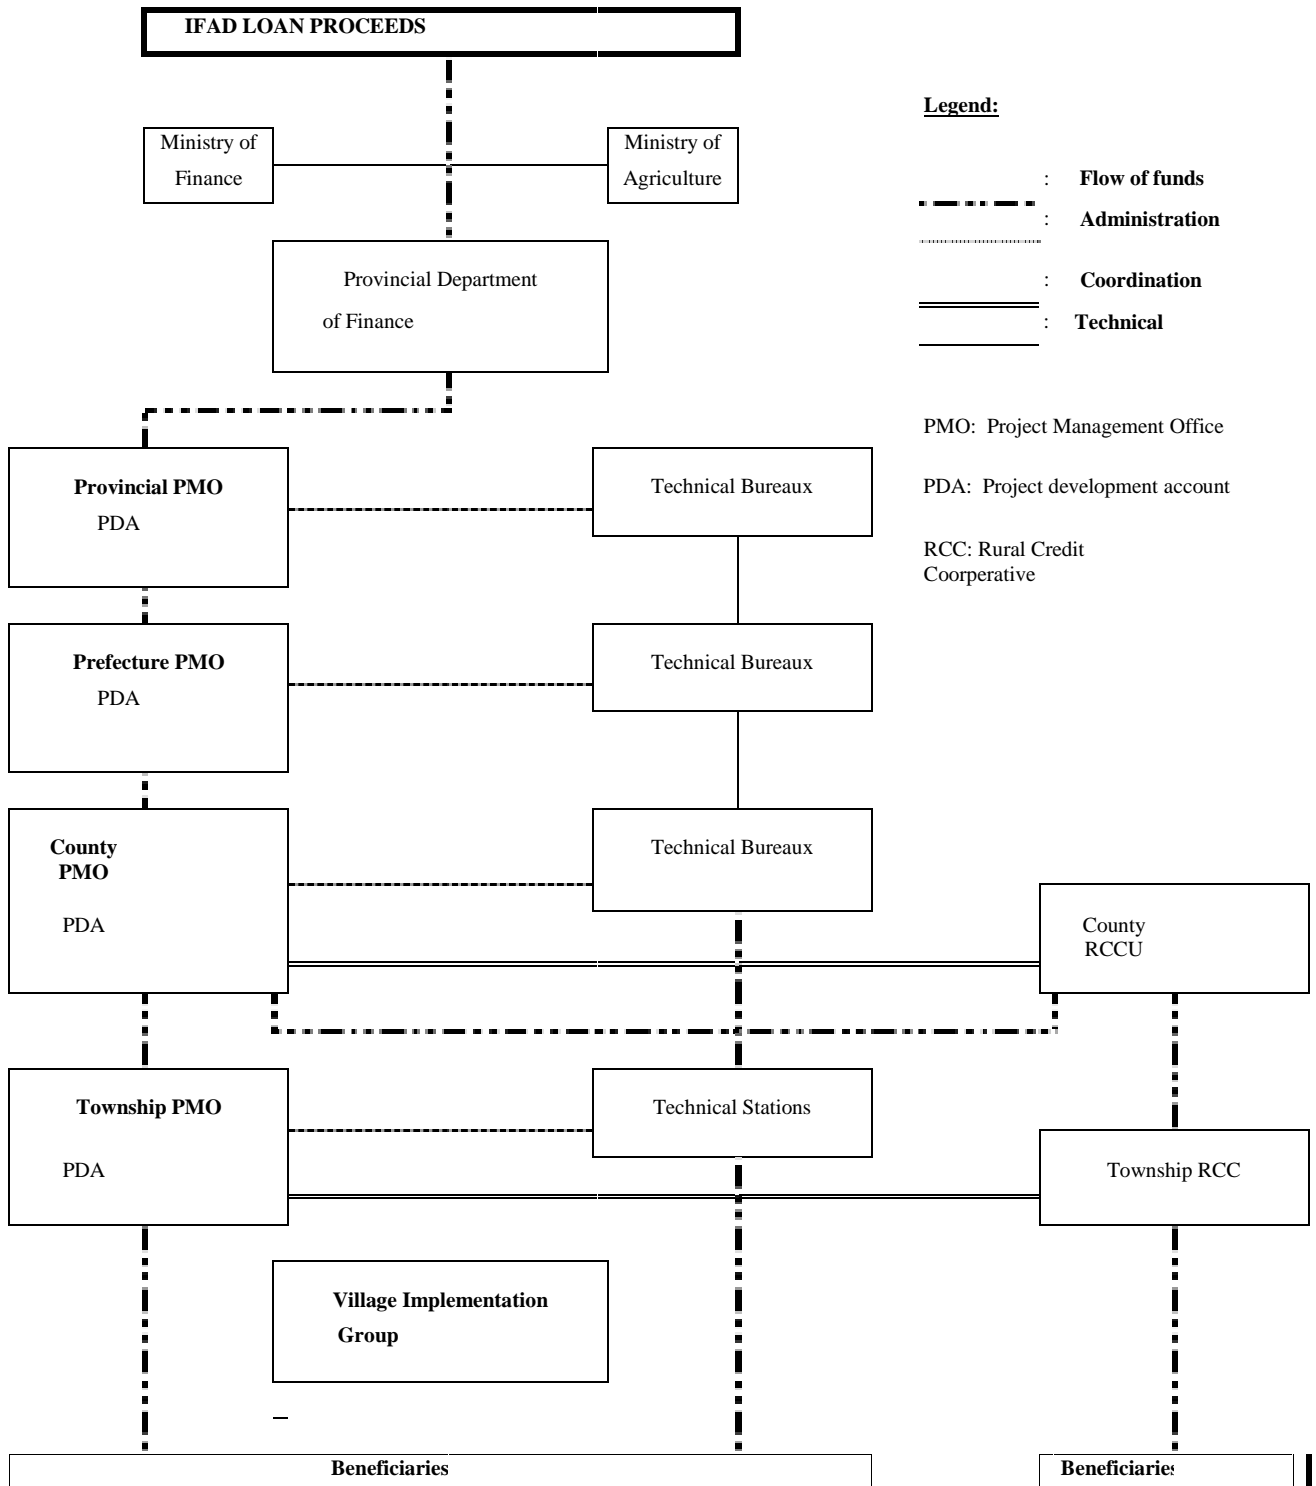 IFAD LOAN PROCEEDS
Legend:
Ministry of
Finance
Ministry of
Agriculture
: Flow of funds
: Administration
: Coordination
: Technical
Provincial Department
of Finance
PMO: Project Management Office
PDA: Project development account
RCC: Rural Credit
Coorperative
Provincial PMO
PDA
Technical Bureaux
Prefecture PMO
PDA
Technical Bureaux
County
PMO
PDA
Technical Bureaux
County
RCCU
Township PMO
PDA
Technical Stations
Township RCC
Village Implementation
Group
Beneficiaries
Beneficiaries